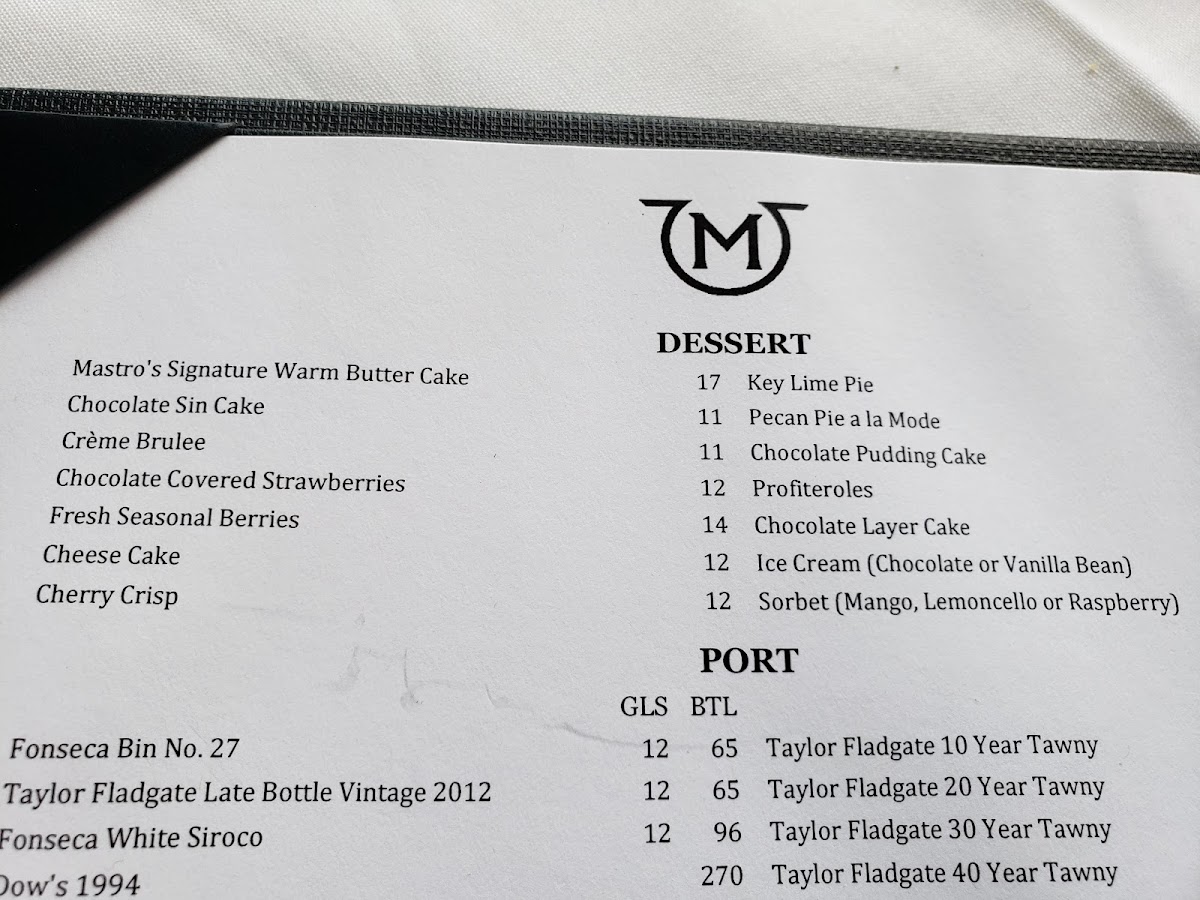 M
DESSERT
Mastro's Signature Warm Butter Cake 17 Key Lime Pie
Chocolate Sin Cake 11 Pecan Pie a la Mode
Crème Brulee 11 Chocolate Pudding Cake
Chocolate Covered Strawberries 12 Profiteroles
Fresh Seasonal Berries 14 Chocolate Layer Cake
Cheese Cake 12 Ice Cream (Chocolate or Vanilla Bean)
Cherry Crisp 12 Sorbet (Mango, Lemoncello or Raspberry)
PORT
GLS BTL
Fonseca Bin No. 27 12 65 Taylor Fladgate 10 Year Tawny
Taylor Fladgate Late Bottle Vintage 2012 12 65 Taylor Fladgate 20 Year Tawny
Fonseca White Siroco 12 96 Taylor Fladgate 30 Year Tawny
Dow's 1994 270 Taylor Fladgate 40 Year Tawny